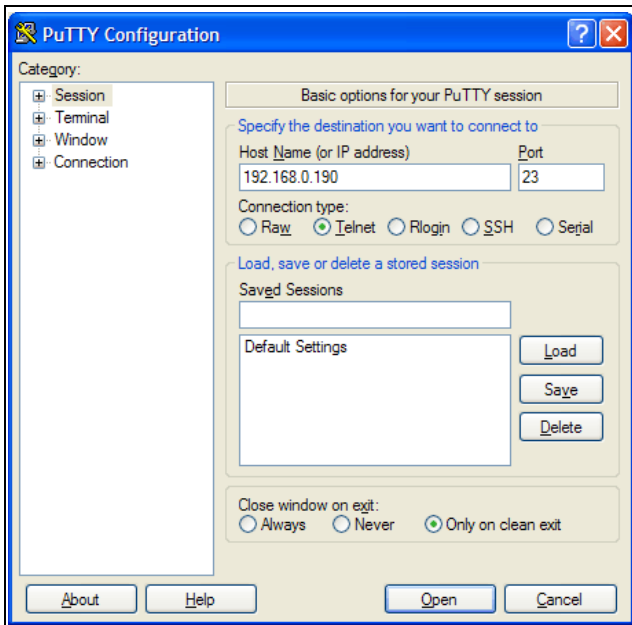 PuTTY Configuration
Category:
Session
Terminal
Window
Connection
Basic options for your PuTTY session
Specify the destination you want to connect to
Host Name (or IP address) Port
192.168.0.190 23
Connection type:
Raw Telnet Rlogin SSH Serial
Load, save or delete a stored session
Saved Sessions
Default Settings
Load
Save
Delete
Close window on exit:
Always Never Only on clean exit
About Help Open Cancel